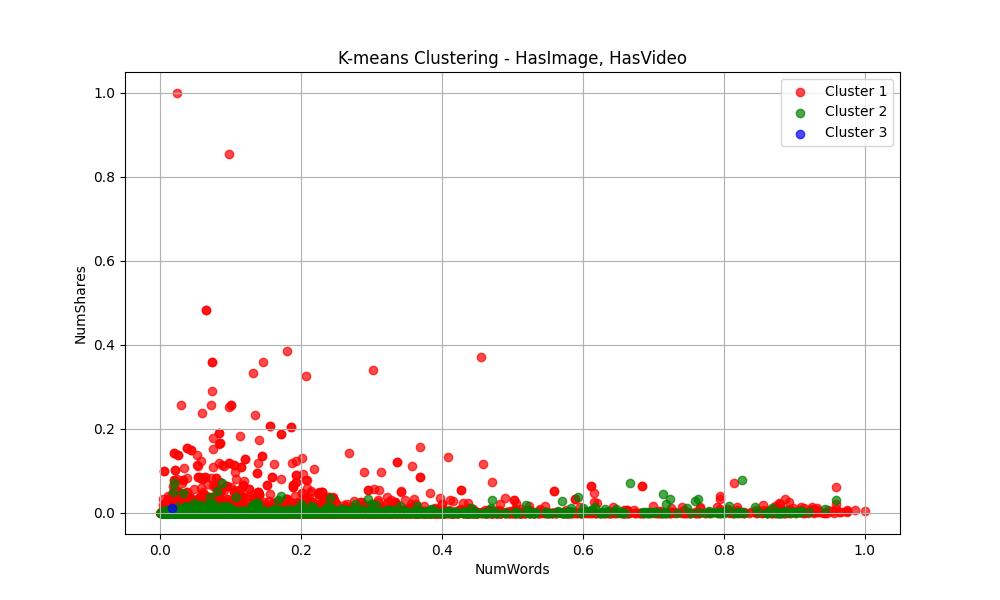 K-means Clustering - HasImage, HasVideo
Cluster 1
Cluster 2
Cluster 3
NumShares
1.0
0.8
0.6
0.4
0.2
0.0
0.0 0.2 0.4 0.6 0.8 1.0
NumWords